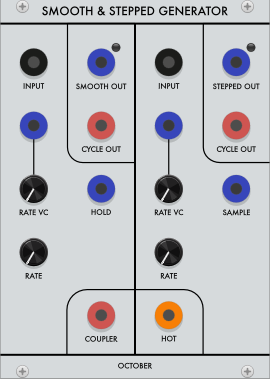 SMOOTH & STEPPED GENERATOR
INPUT SMOOTH OUT INPUT STEPPED OUT
CYCLE OUT CYCLE OUT
RATE VC HOLD RATE VC SAMPLE
RATE RATE
COUPLER HOT
OCTOBER